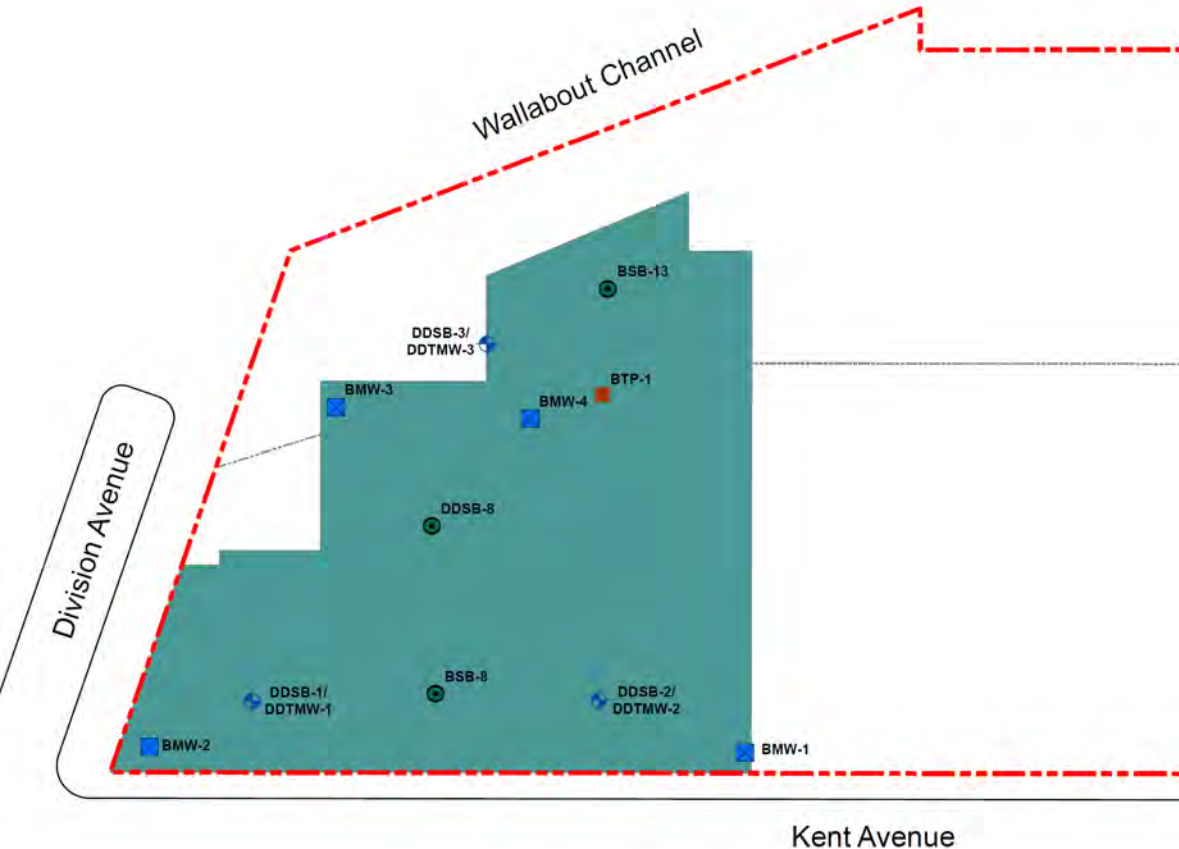 Wallabout Channel
BSB-13
DDSB-3/
DDTMW-3
BTP-1
BMW-3
BMW-4
DDSB-8
Division Avenue
BSB-8
DDSB-1/
DDTMW-1
DDSB-2/
DDTMW-2
BMW-2
BMW-1
Kent Avenue